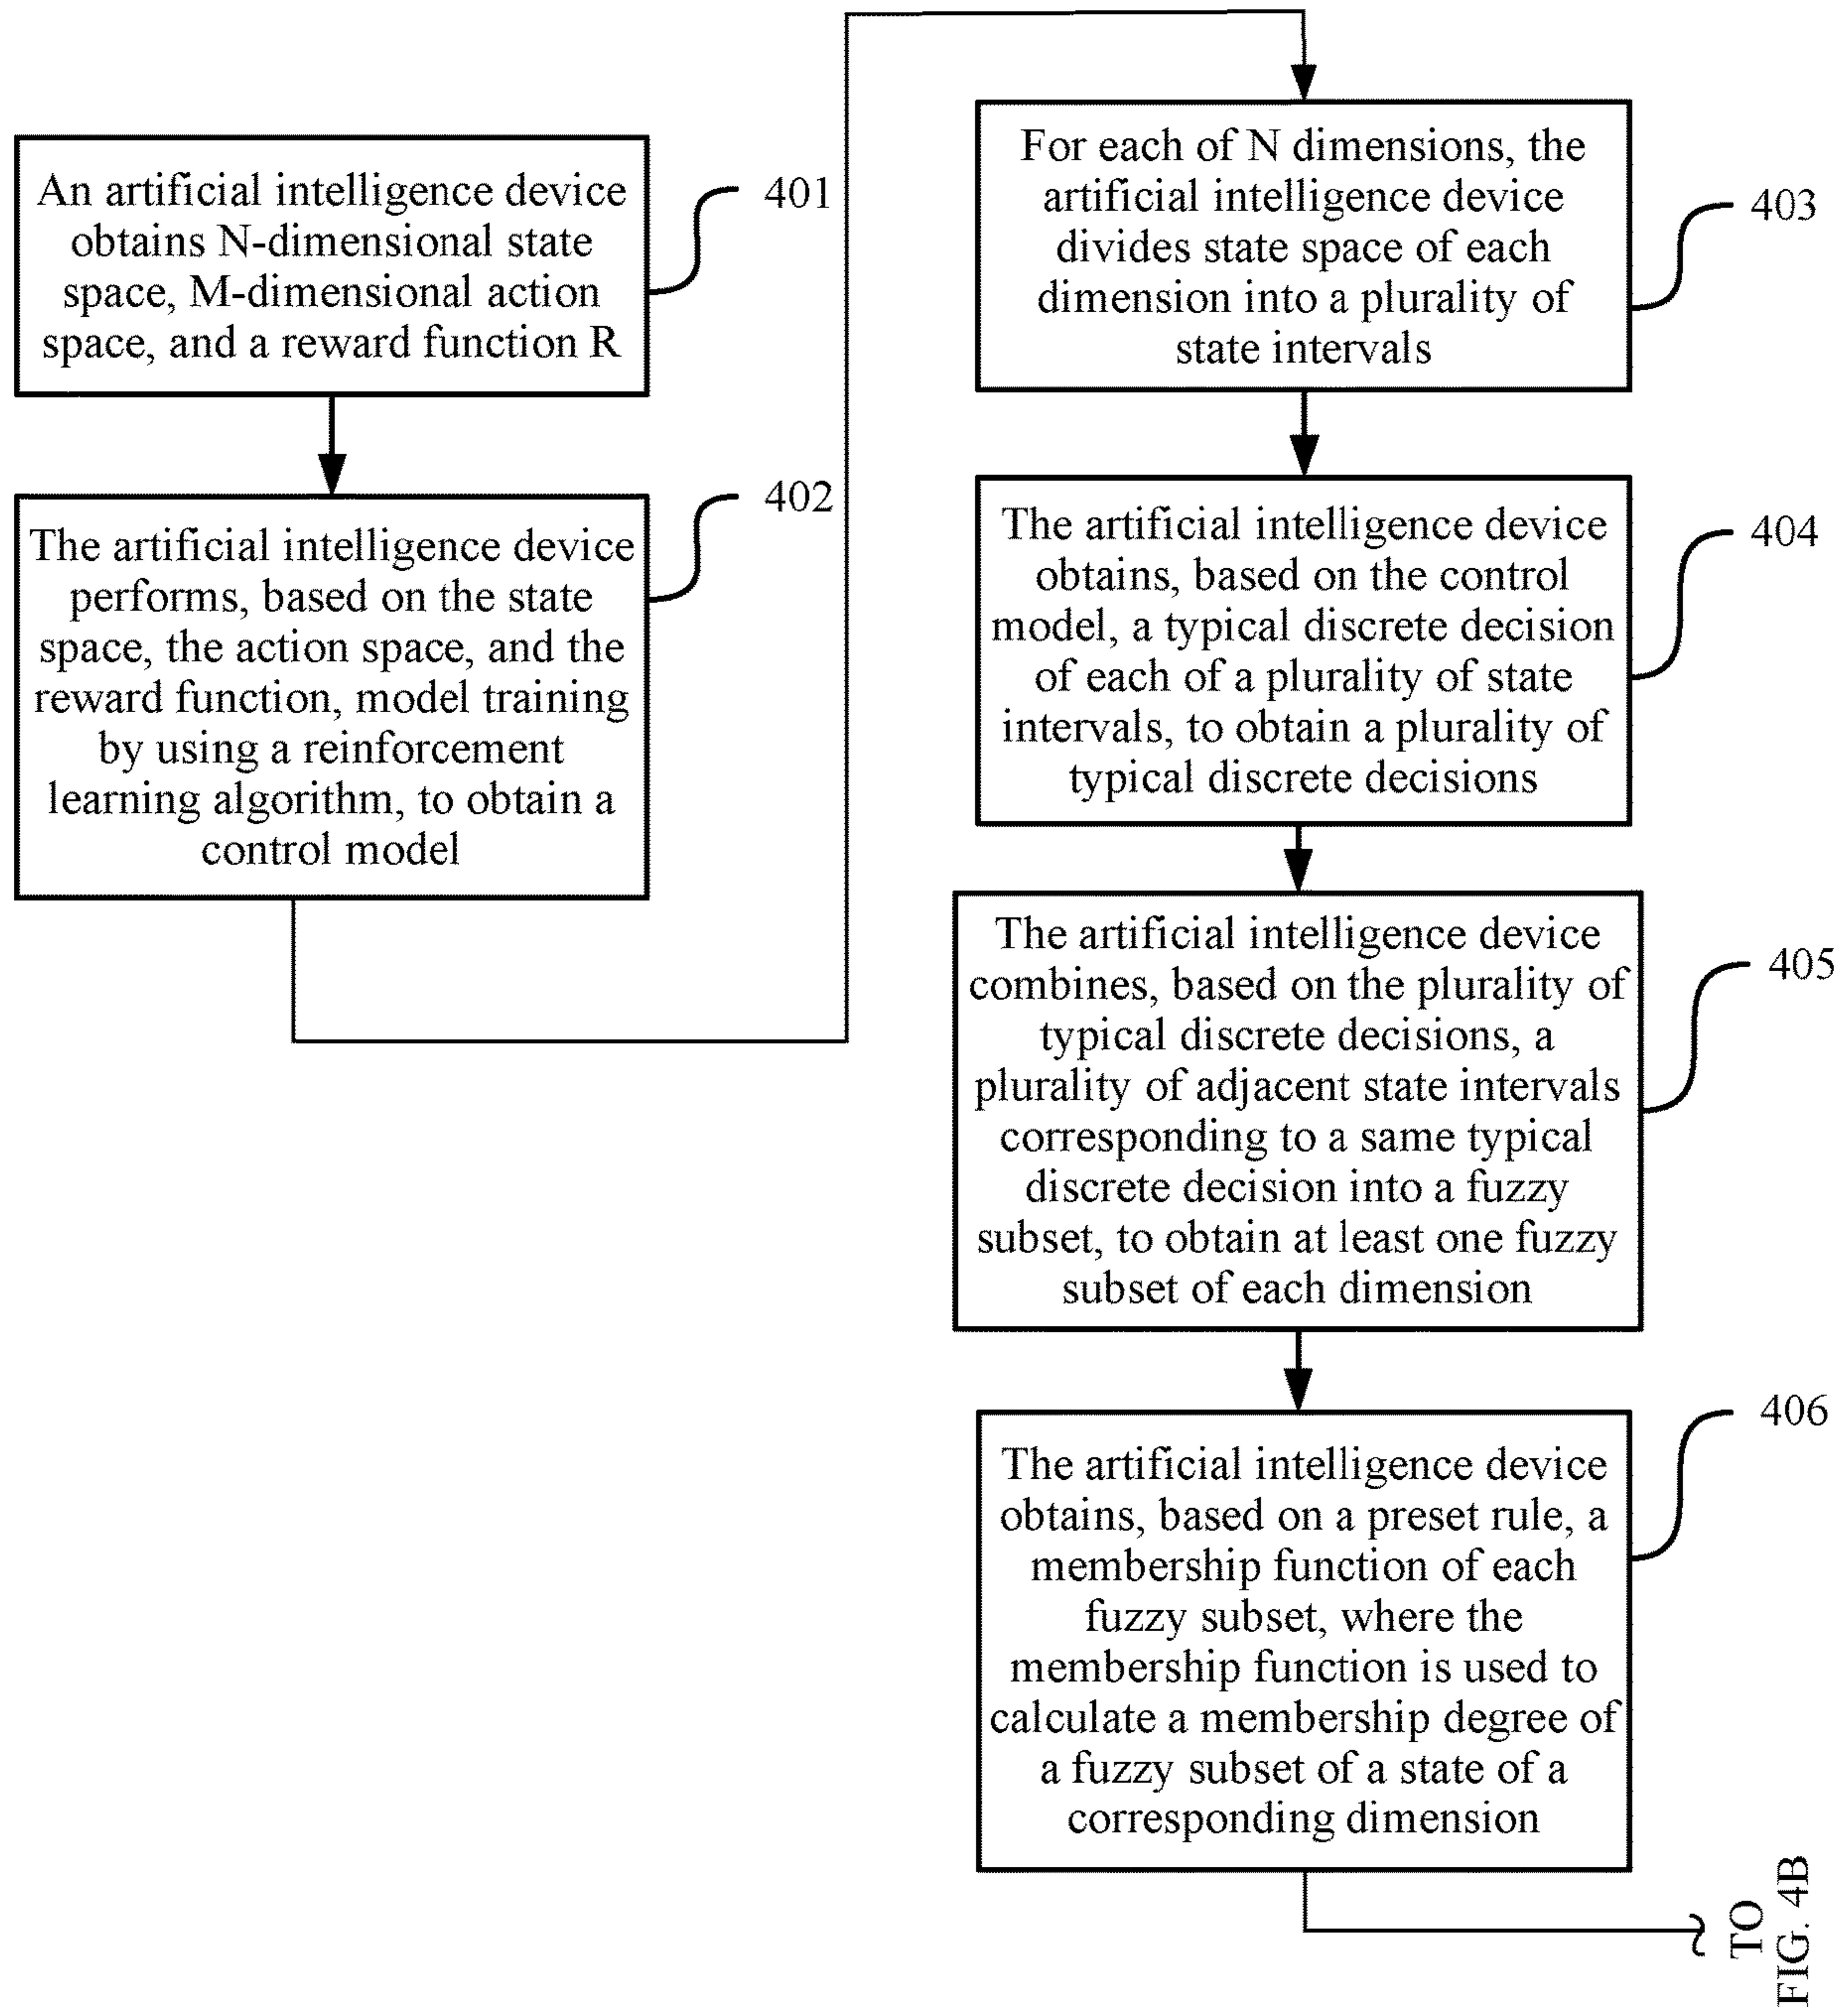 An artificial intelligence device
obtains N-dimensional state
space, M-dimensional action
space, and a reward function R
401
The artificial intelligence device
performs, based on the state
space, the action space, and the
reward function, model training
by using a reinforcement
learning algorithm, to obtain a
control model
402
For each of N dimensions, the
artificial intelligence device
divides state space of each
dimension into a plurality of
state intervals
403
The artificial intelligence device
obtains, based on the control
model, a typical discrete decision
of each of a plurality of state
intervals, to obtain a plurality of
typical discrete decisions
404
The artificial intelligence device
combines, based on the plurality of
typical discrete decisions, a
plurality of adjacent state intervals
corresponding to a same typical
discrete decision into a fuzzy
subset, to obtain at least one fuzzy
subset of each dimension
405
The artificial intelligence device
obtains, based on a preset rule, a
membership function of each
fuzzy subset, where the
membership function is used to
calculate a membership degree of
a fuzzy subset of a state of a
corresponding dimension
406
TO
FIG. 4B